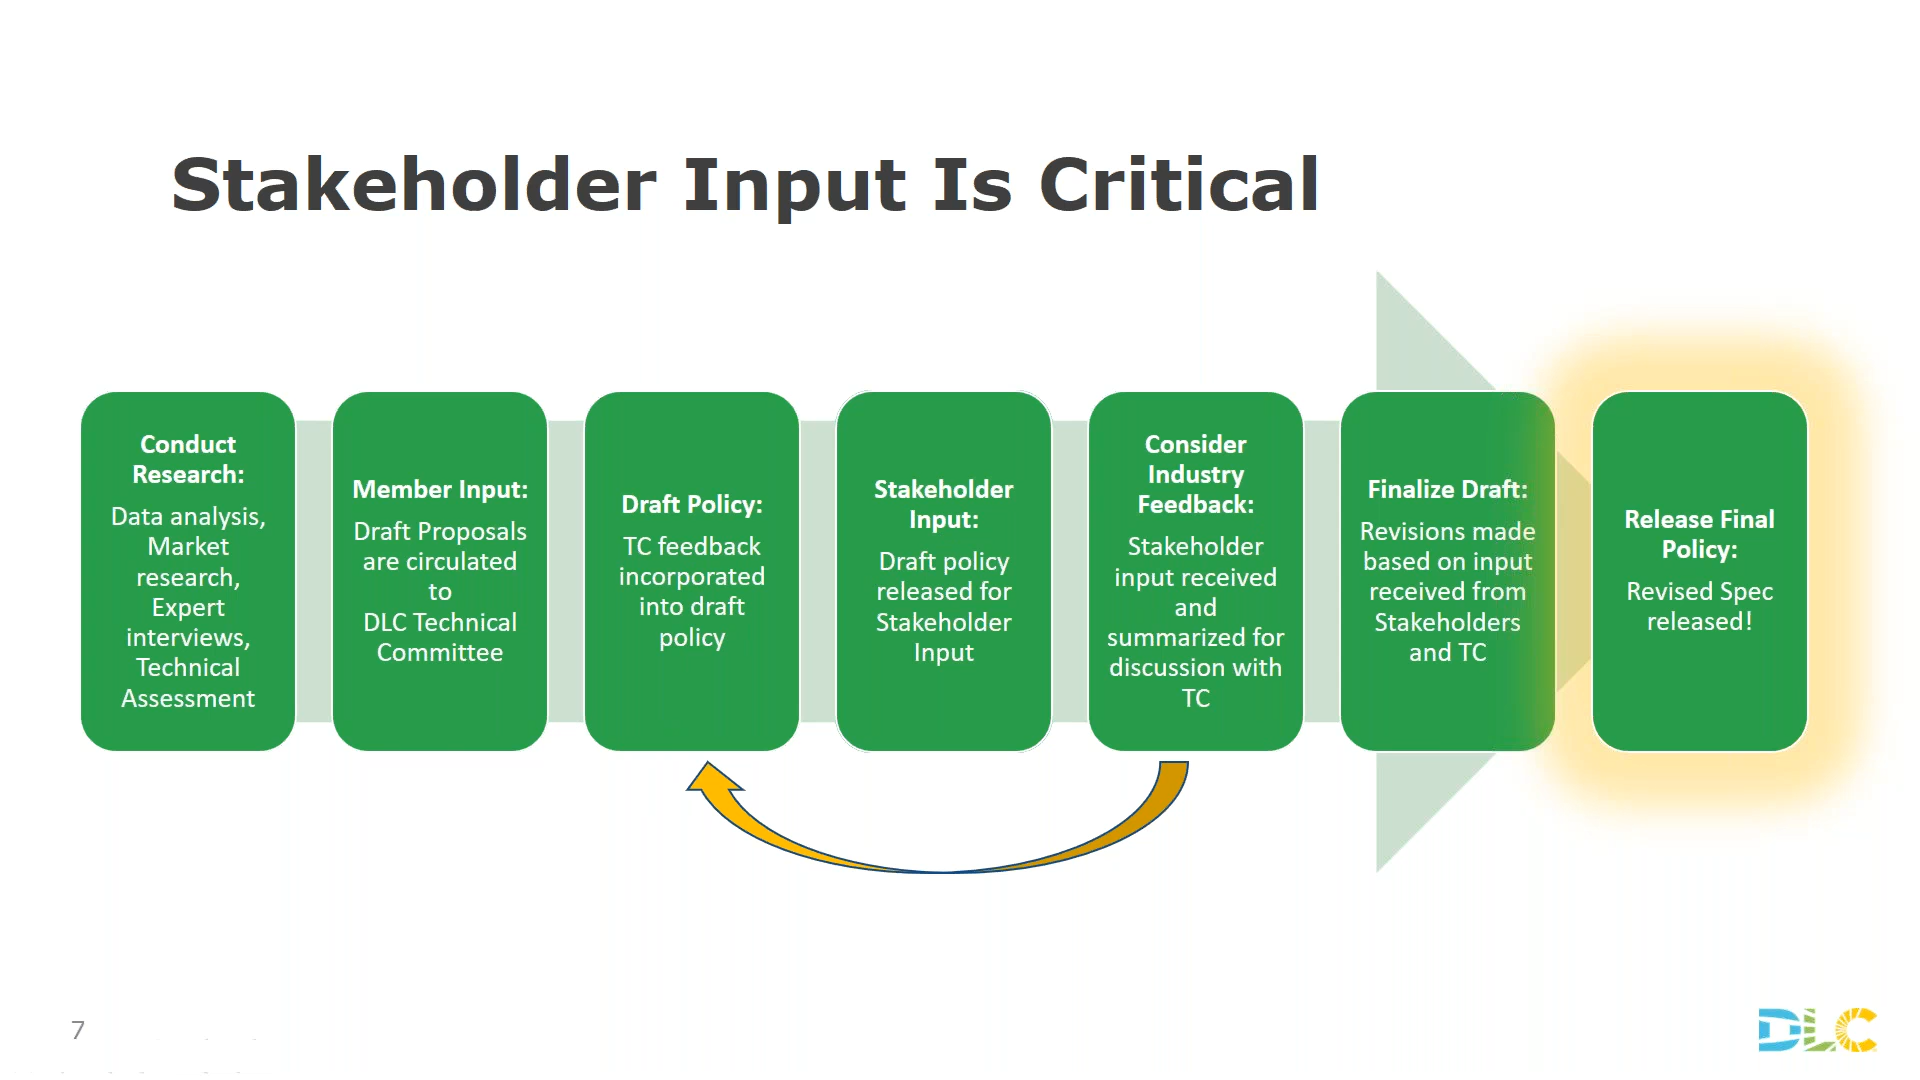 Stakeholder Input Is Critical
Conduct
Research:
Data analysis,
Market
research,
Expert
interviews,
Technical
Assessment
Member Input:
Draft Proposals
are circulated
to
DLC Technical
Committee
Draft Policy:
TC feedback
incorporated
into draft
policy
Stakeholder
Input:
Draft policy
released for
Stakeholder
Input
Consider
Industry
Feedback:
Stakeholder
input received
and
summarized for
discussion with
TC
Finalize Draft:
Revisions made
based on input
received from
Stakeholders
and TC
Release Final
Policy:
Revised Spec
released!
7
DLC